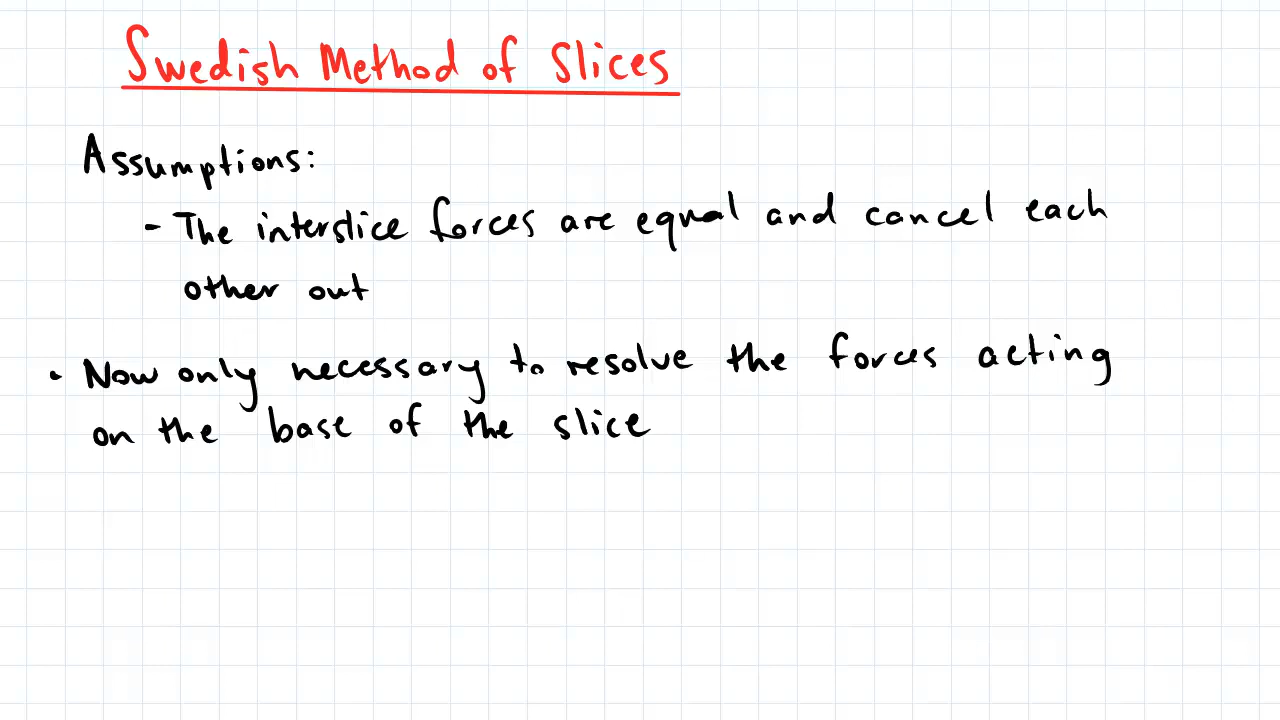 Swedish Method of Slices
Assumptions:
- The interslice forces are equal and cancel each
other out
• Now only necessary to resolve the forces acting
on the base of the slice